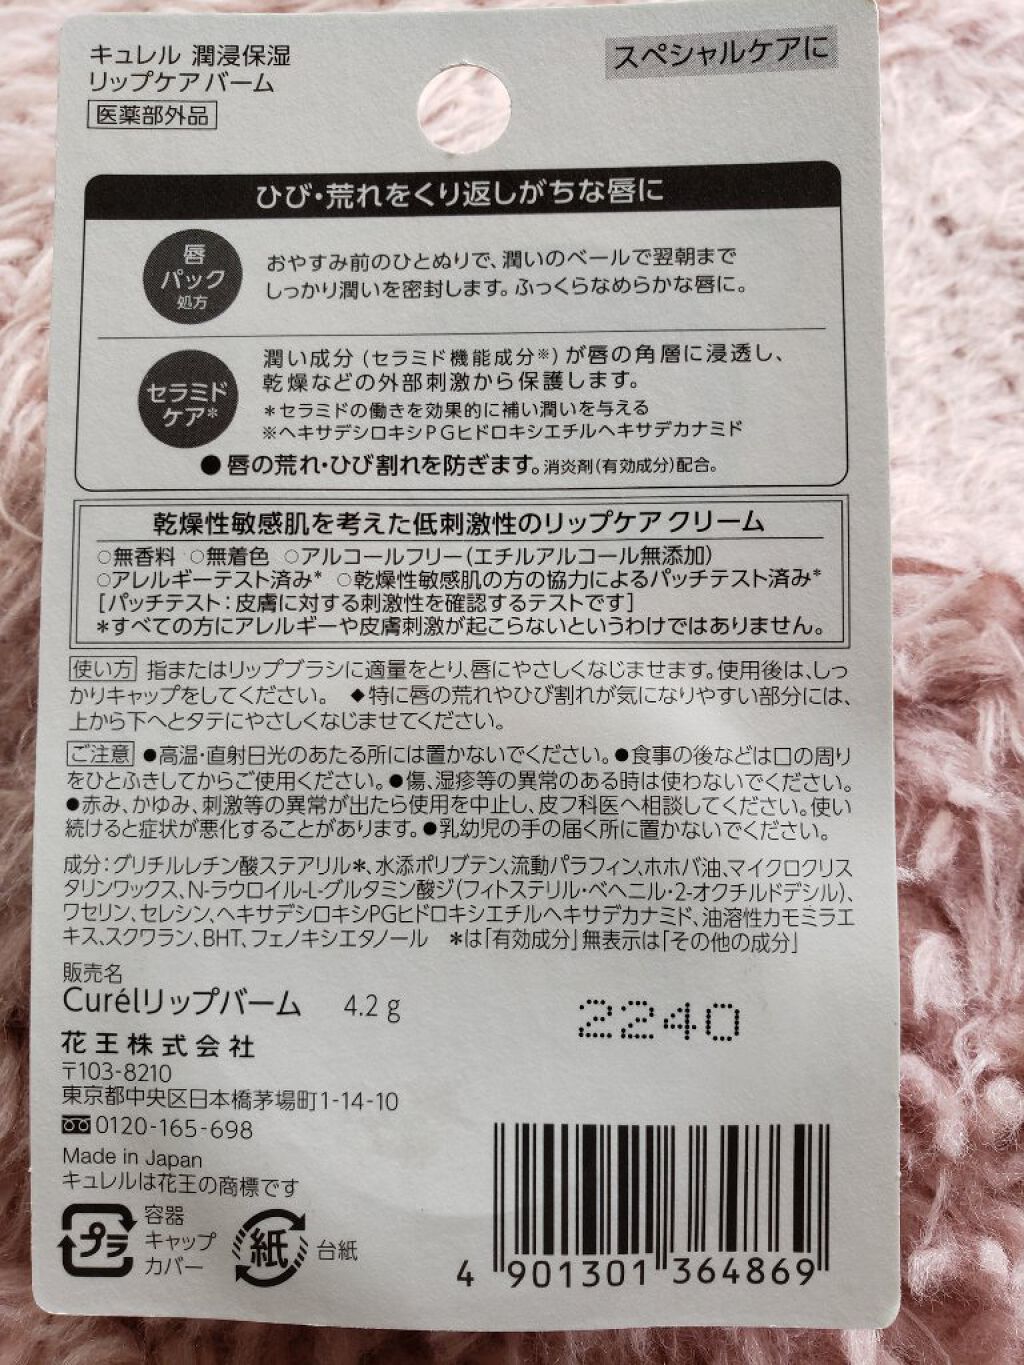 キュレル 潤浸保湿
リップケア バーム
医薬部外品
スペシャルケアに
ひび・荒れをくり返しがちな唇に
唇
パック
処方
おやすみ前のひとぬりで、潤いのベールで翌朝まで
しっかり潤いを密封します。ふっくらなめらかな唇に。
セラミド
ケア*
潤い成分(セラミド機能成分※)が唇の角層に浸透し、
乾燥などの外部刺激から保護します。
*セラミドの働きを効果的に補い潤いを与える
※ヘキサデシロキシPGヒドロキシエチルヘキサデカナミド
●唇の荒れ・ひび割れを防ぎます。消炎剤(有効成分)配合。
乾燥性敏感肌を考えた低刺激性のリップケア クリーム
○無香料 ○無着色 ○アルコールフリー(エチルアルコール無添加)
○アレルギーテスト済み* ○乾燥性敏感肌の方の協力によるパッチテスト済み*
[パッチテスト:皮膚に対する刺激性を確認するテストです]
*すべての方にアレルギーや皮膚刺激が起こらないというわけではありません。
使い方 指またはリップブラシに適量をとり、唇にやさしくなじませます。使用後は、しっ
かりキャップをしてください。 ◆特に唇の荒れやひび割れが気になりやすい部分には、
上から下へとタテにやさしくなじませてください。
ご注意 ●高温・直射日光のあたる所には置かないでください。●食事の後などは口の周り
をひとふきしてからご使用ください。●傷、湿疹等の異常のある時は使わないでください。
●赤み、かゆみ、刺激等の異常が出たら使用を中止し、皮フ科医へ相談してください。使い
続けると症状が悪化することがあります。●乳幼児の手の届く所に置かないでください。
成分:グリチルレチン酸ステアリル*、水添ポリブテン、流動パラフィン、ホホバ油、マイクロクリス
タリンワックス、N-ラウロイル-L-グルタミン酸ジ(フィトステリル・ベヘニル・2-オクチルドデシル)、
ワセリン、セレシン、ヘキサデシロキシPGヒドロキシエチルヘキサデカナミド、油溶性カモミラエ
キス、スクワラン、BHT、フェノキシエタノール *は「有効成分」無表示は「その他の成分」
販売名
Curélリップバーム 4.2g
2240
花王株式会社
〒103-8210
東京都中央区日本橋茅場町1-14-10
0120-165-698
Made in Japan
キュレルは花王の商標です
プラ
容器
キャップ
カバー
紙
台紙
4 901301 364869